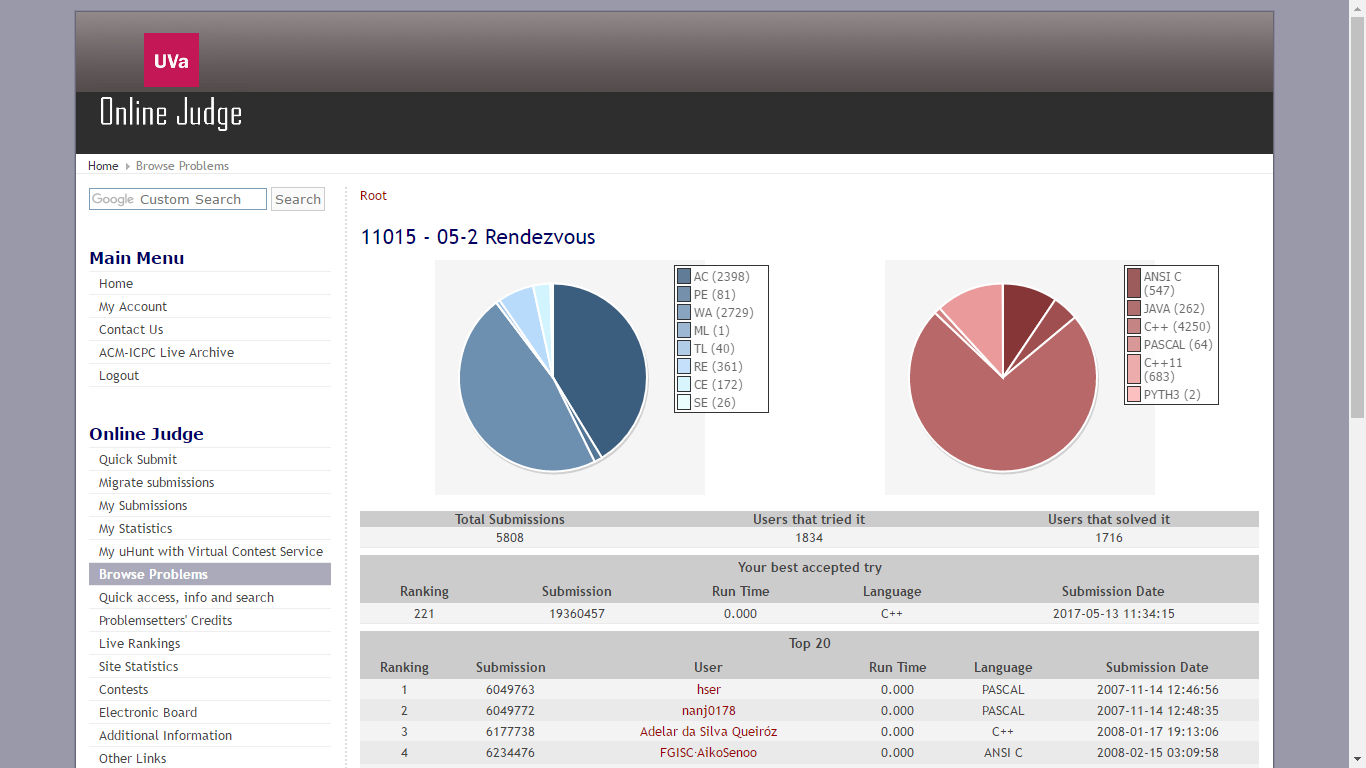 UVa
Online Judge
Home Browse Problems
Google Custom Search Search
Main Menu
Home
My Account
Contact Us
ACM-ICPC Live Archive
Logout
Online Judge
Quick Submit
Migrate submissions
My Submissions
My Statistics
My uHunt with Virtual Contest Service
Browse Problems
Quick access, info and search
Problemsetters' Credits
Live Rankings
Site Statistics
Contests
Electronic Board
Additional Information
Other Links
Root
11015 - 05-2 Rendezvous
AC (2398)
PE (81)
WA (2729)
ML (1)
TL (40)
RE (361)
CE (172)
SE (26)
ANSI C
(547)
JAVA (262)
C++ (4250)
PASCAL (64)
C++11
(683)
PYTH3 (2)
Total Submissions Users that tried it Users that solved it
5808 1834 1716
Your best accepted try
Ranking Submission Run Time Language Submission Date
221 19360457 0.000 C++ 2017-05-13 11:34:15
Top 20
Ranking Submission User Run Time Language Submission Date
1 6049763 hser 0.000 PASCAL 2007-11-14 12:46:56
2 6049772 nanj0178 0.000 PASCAL 2007-11-14 12:48:35
3 6177738 Adelar da Silva Queiróz 0.000 C++ 2008-01-17 19:13:06
4 6234476 FGISC·AikoSenoo 0.000 ANSI C 2008-02-15 03:09:58